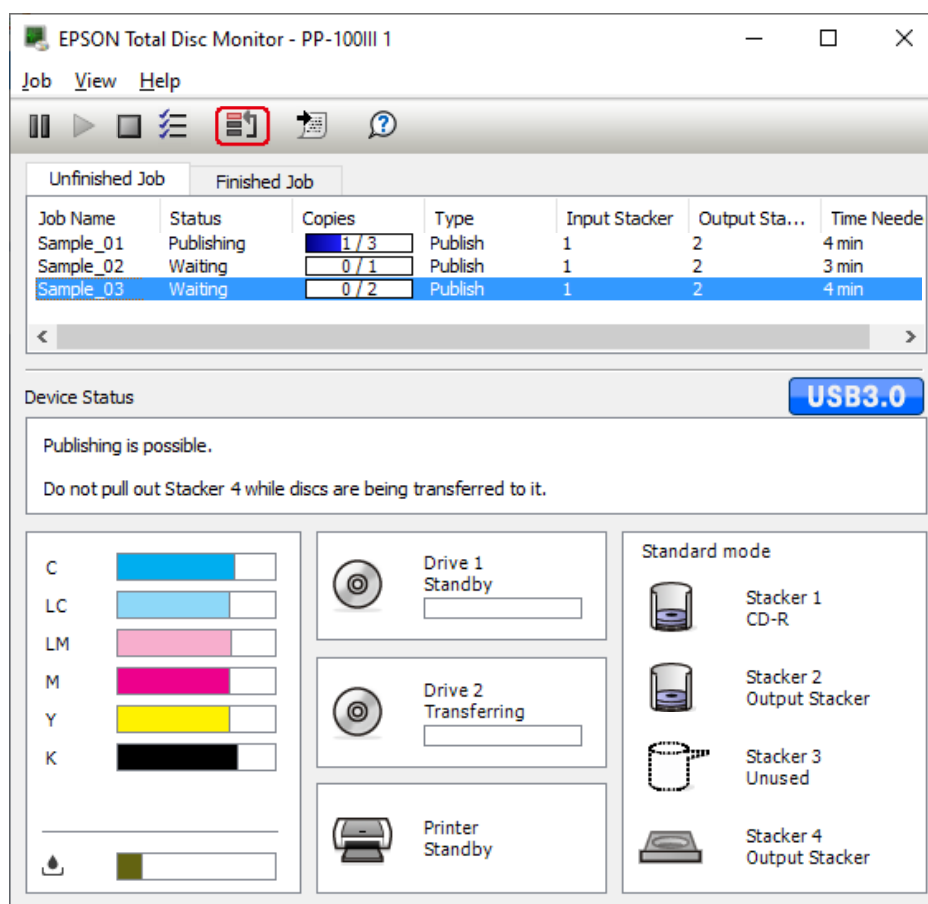 EPSON Total Disc Monitor - PP-100III 1
Job View Help
Unfinished Job Finished Job
Job Name Status Copies Type Input Stacker Output Sta... Time Neede
Sample_01 Publishing 1 / 3 Publish 1 2 4 min
Sample_02 Waiting 0 / 1 Publish 1 2 3 min
Sample_03 Waiting 0 / 2 Publish 1 2 4 min
Device Status USB3.0
Publishing is possible.
Do not pull out Stacker 4 while discs are being transferred to it.
C
LC
LM
M
Y
K
Drive 1
Standby
Drive 2
Transferring
Printer
Standby
Standard mode
Stacker 1
CD-R
Stacker 2
Output Stacker
Stacker 3
Unused
Stacker 4
Output Stacker